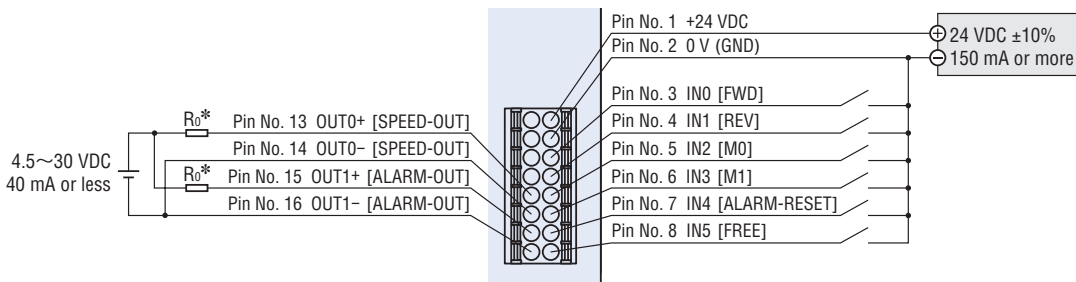 Pin No. 1 +24 VDC
Pin No. 2 0 V (GND)
24 VDC ±10%
150 mA or more
Pin No. 3 IN0 [FWD]
Pin No. 4 IN1 [REV]
Pin No. 5 IN2 [M0]
Pin No. 6 IN3 [M1]
Pin No. 7 IN4 [ALARM-RESET]
Pin No. 8 IN5 [FREE]
R₀*
Pin No. 13 OUT0+ [SPEED-OUT]
Pin No. 14 OUT0− [SPEED-OUT]
R₀*
Pin No. 15 OUT1+ [ALARM-OUT]
Pin No. 16 OUT1− [ALARM-OUT]
4.5～30 VDC
40 mA or less